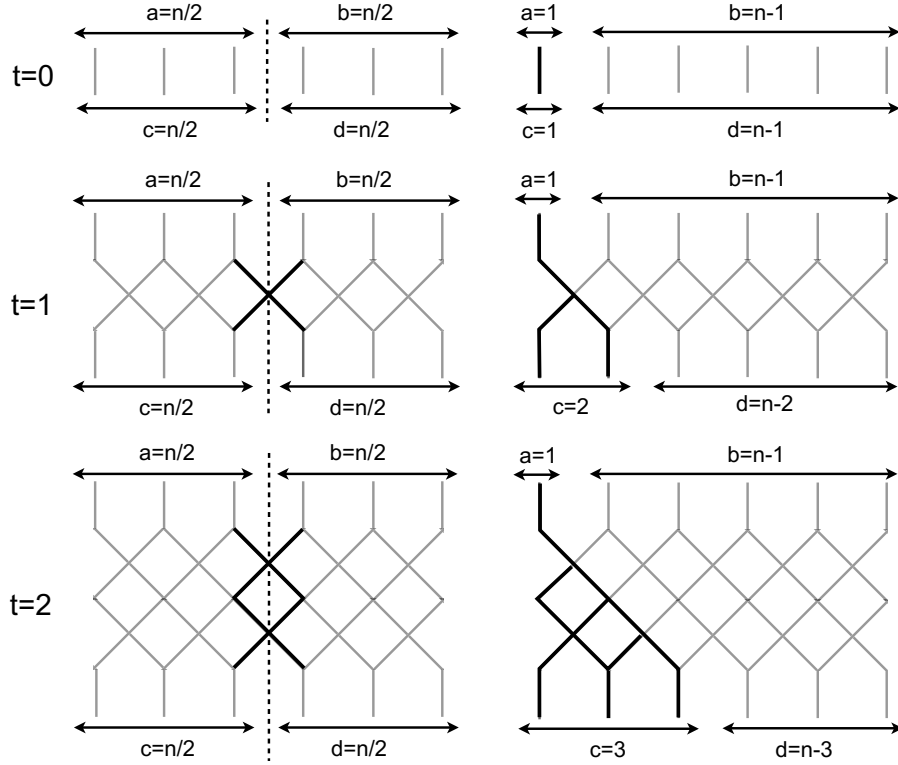 a=n/2 b=n/2 a=1 b=n-1
t=0
c=n/2 d=n/2 c=1 d=n-1
a=n/2 b=n/2 a=1 b=n-1
t=1
c=n/2 d=n/2 c=2 d=n-2
a=n/2 b=n/2 a=1 b=n-1
t=2
c=n/2 d=n/2 c=3 d=n-3